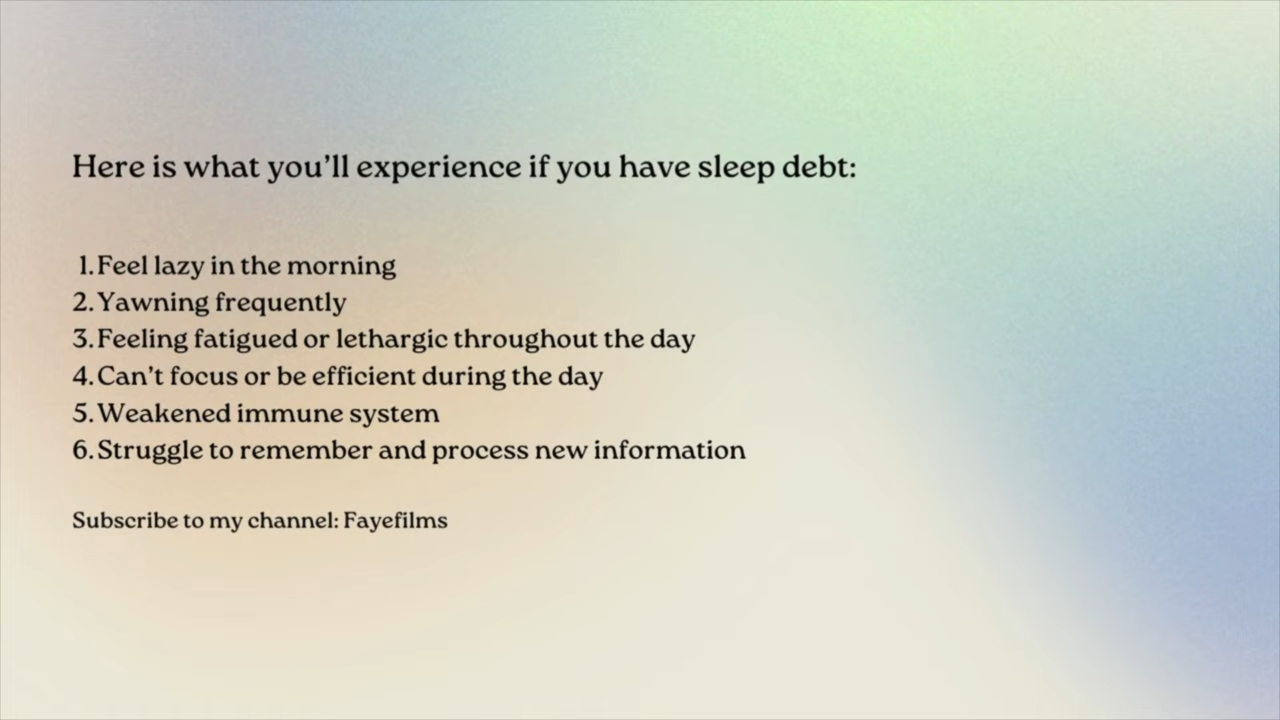 Here is what you’ll experience if you have sleep debt:
1. Feel lazy in the morning
2. Yawning frequently
3. Feeling fatigued or lethargic throughout the day
4. Can’t focus or be efficient during the day
5. Weakened immune system
6. Struggle to remember and process new information
Subscribe to my channel: Fayefilms